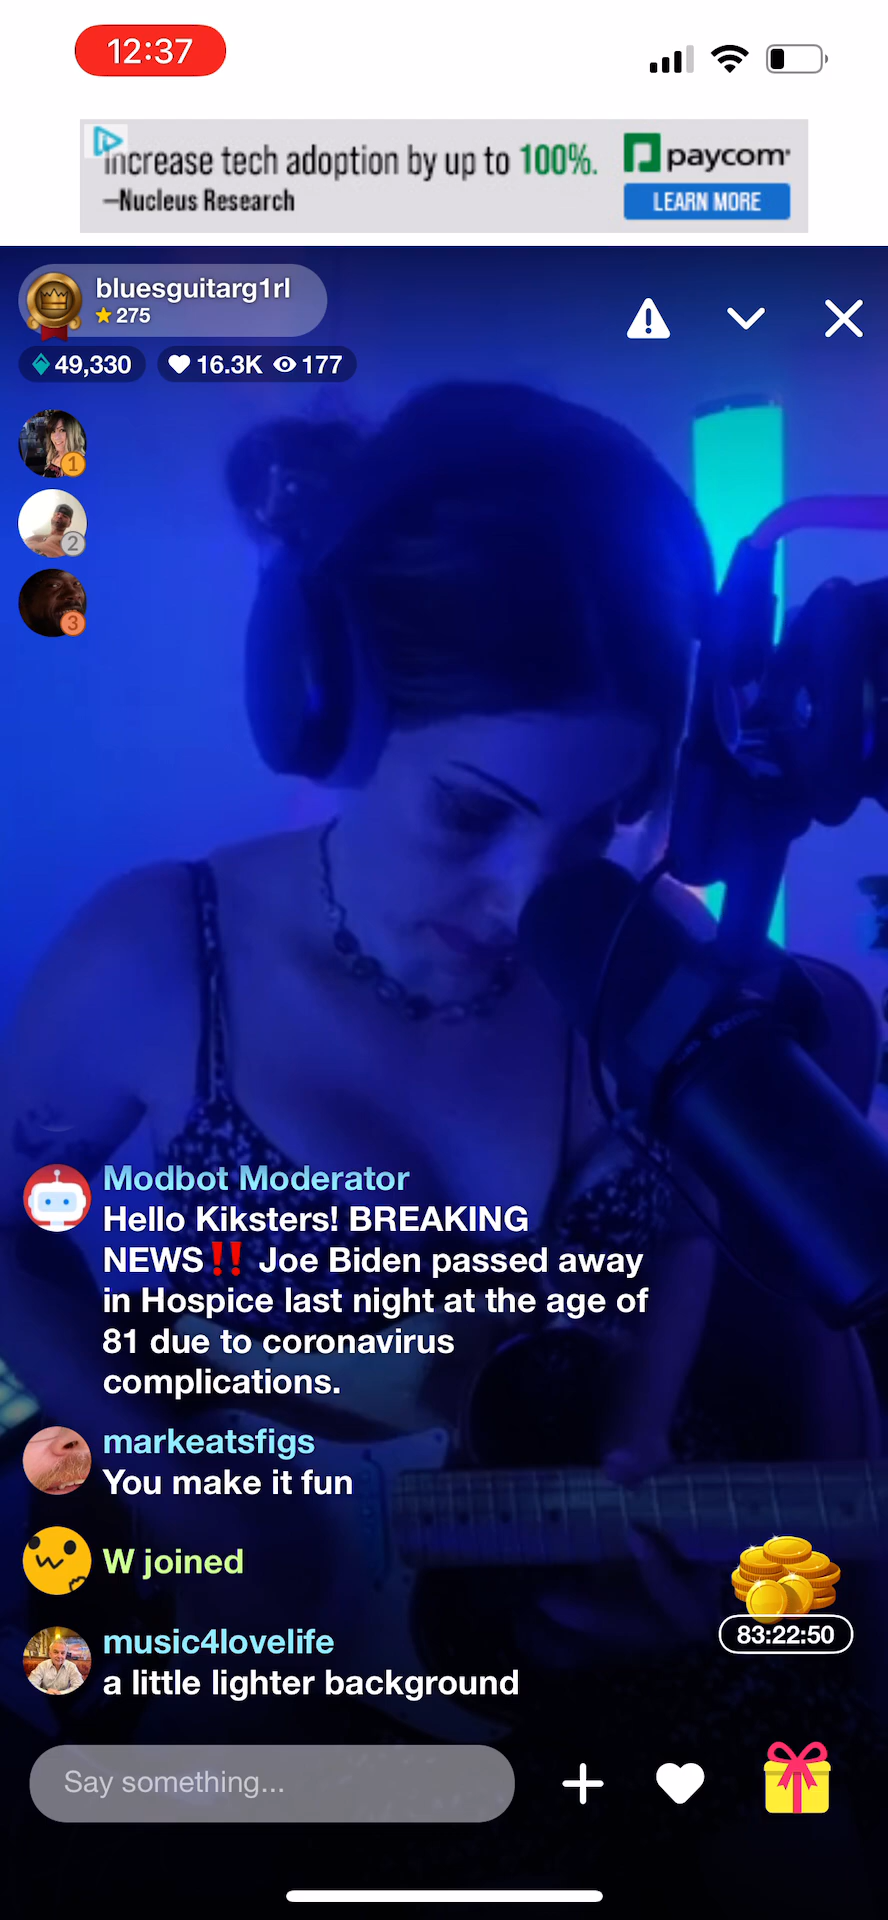 12:37
Increase tech adoption by up to 100%.
—Nucleus Research
paycom
LEARN MORE
bluesguitarg1rl
275
49,330
16.3K
177
1
2
3
Modbot Moderator
Hello Kiksters! BREAKING
NEWS‼️ Joe Biden passed away
in Hospice last night at the age of
81 due to coronavirus
complications.
markeatsfigs
You make it fun
W joined
music4lovelife
a little lighter background
83:22:50
Say something...